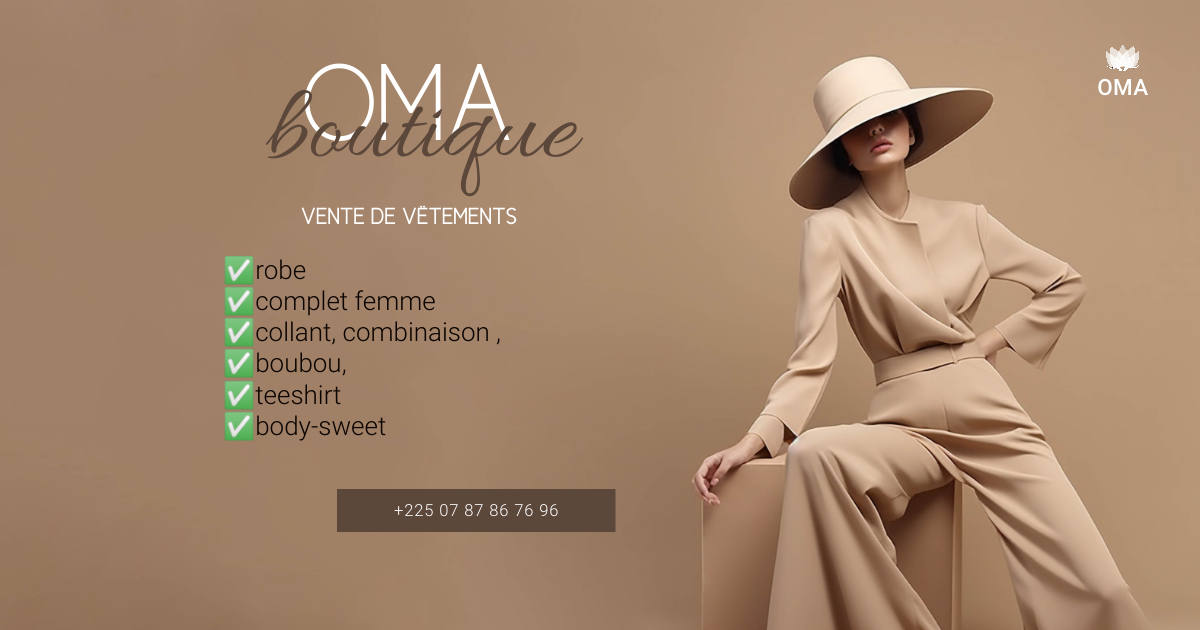 OMA
boutique
VENTE DE VÊTEMENTS
✅robe
✅complet femme
✅collant, combinaison ,
✅boubou,
✅teeshirt
✅body-sweet
+225 07 87 86 76 96
OMA